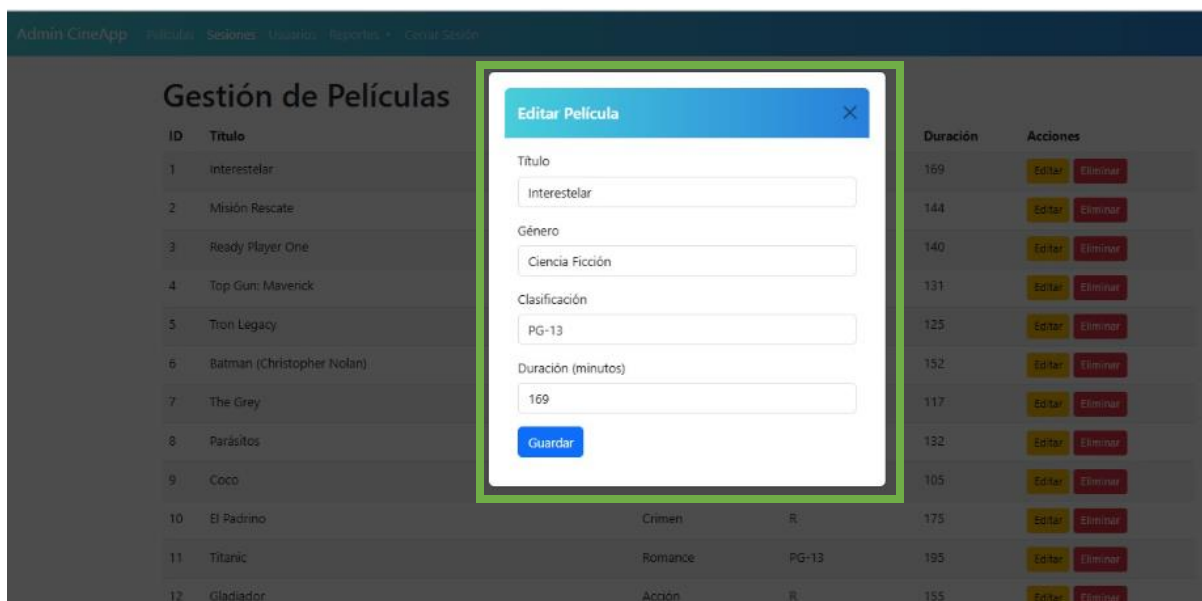 Admin CineApp Películas Sesiones Usuarios Reportes Cerrar Sesión
Gestión de Películas
ID Título Duración Acciones
1 Interestelar 169 Editar Eliminar
2 Misión Rescate 144 Editar Eliminar
3 Ready Player One 140 Editar Eliminar
4 Top Gun: Maverick 131 Editar Eliminar
5 Tron Legacy 125 Editar Eliminar
6 Batman (Christopher Nolan) 152 Editar Eliminar
7 The Grey 117 Editar Eliminar
8 Parásitos 132 Editar Eliminar
9 Coco 105 Editar Eliminar
10 El Padrino Crimen R 175 Editar Eliminar
11 Titanic Romance PG-13 195 Editar Eliminar
12 Gladiador Acción R 155 Editar Eliminar
Editar Película
Título
Interestelar
Género
Ciencia Ficción
Clasificación
PG-13
Duración (minutos)
169
Guardar